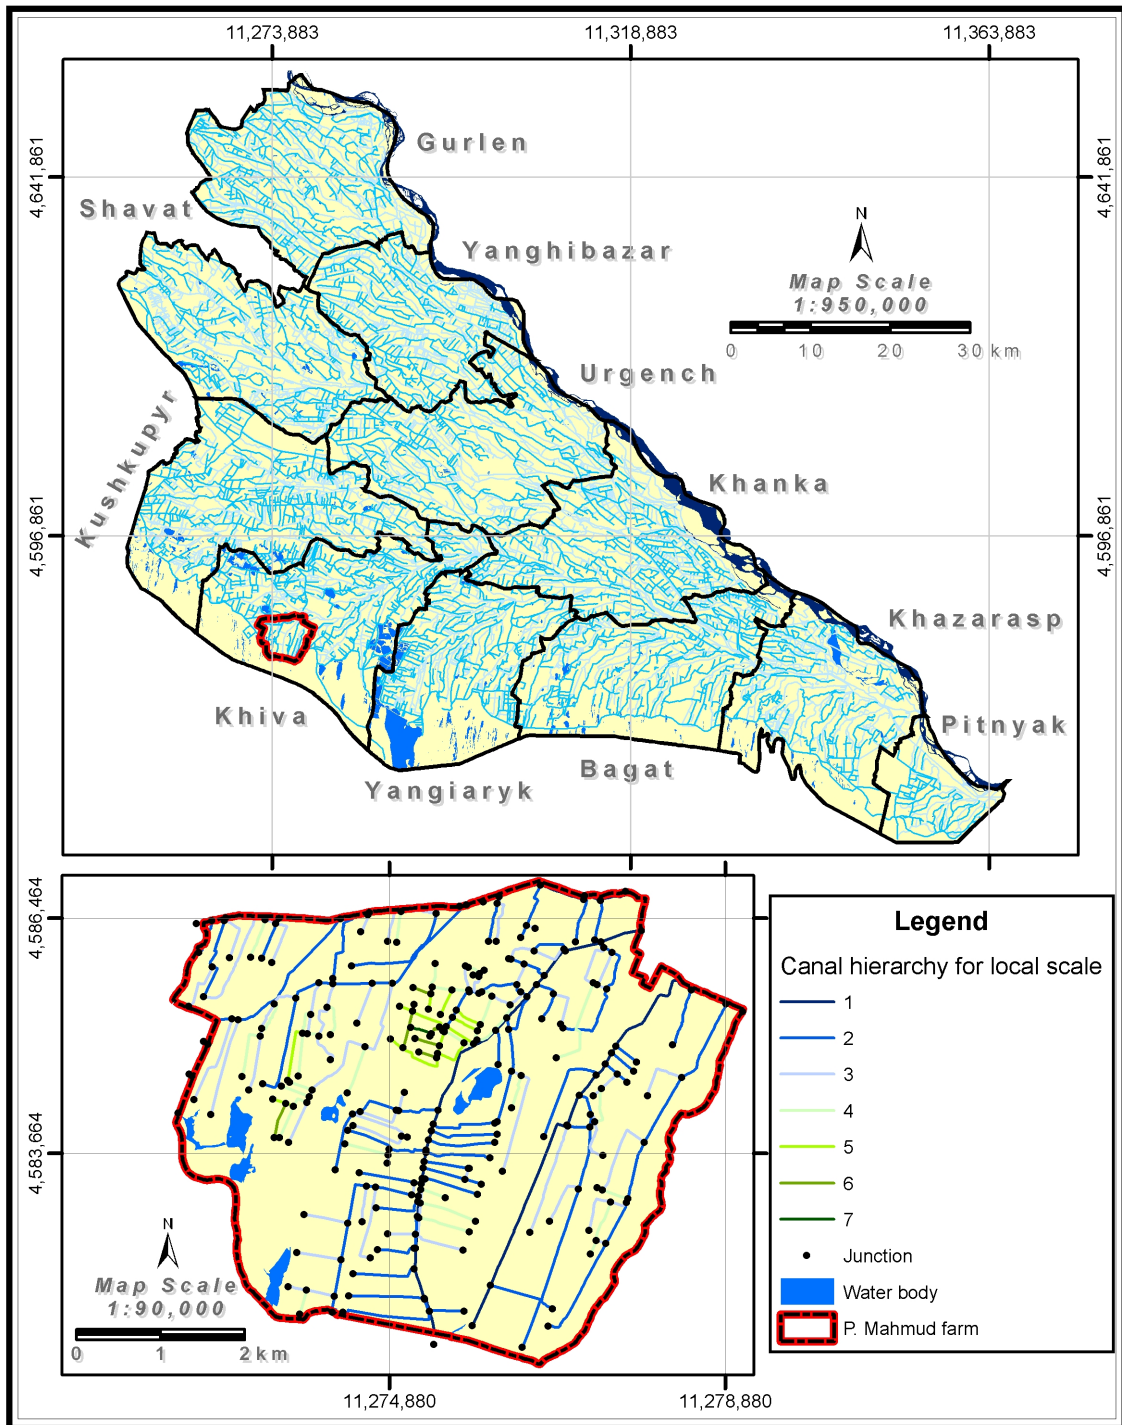 11,273,883 11,318,883 11,363,883
4,641,861 4,641,861
Gurlen
Shavat
Yanghibazar
N
Map Scale
1:950,000
0 10 20 30 km
Urgench
Kushkupyr
Khanka
4,596,861 4,596,861
Khazarasp
Khiva
Pitnyak
Bagat
Yangiaryk
4,586,464
4,583,664
N
Map Scale
1:90,000
0 1 2 km
11,274,880 11,278,880
Legend
Canal hierarchy for local scale
1
2
3
4
5
6
7
Junction
Water body
P. Mahmud farm